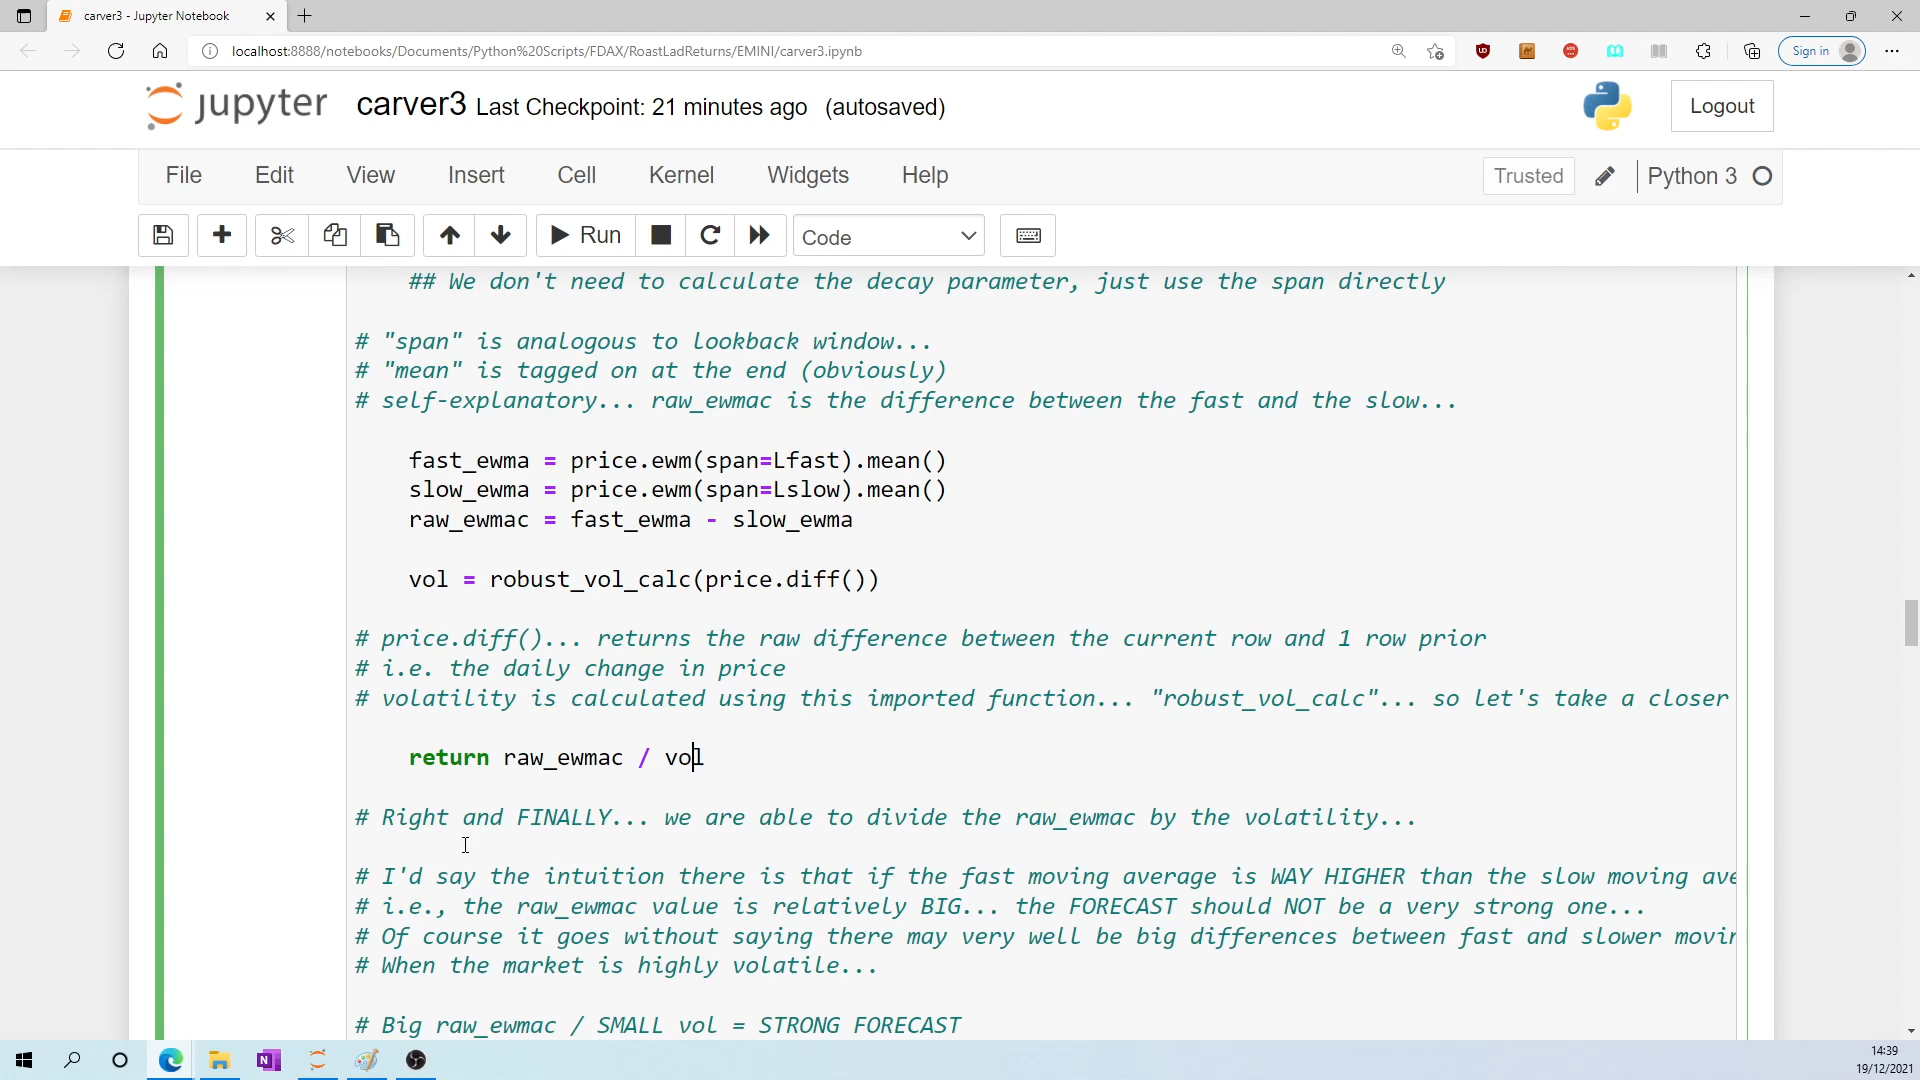 carver3 - Jupyter Notebook
localhost:8888/notebooks/Documents/Python%20Scripts/FDAX/RoastLadReturns/EMINI/carver3.ipynb
Sign in
jupyter carver3 Last Checkpoint: 21 minutes ago (autosaved)
Logout
File Edit View Insert Cell Kernel Widgets Help
Trusted
Python 3
Run
Code
## We don't need to calculate the decay parameter, just use the span directly
# "span" is analogous to lookback window...
# "mean" is tagged on at the end (obviously)
# self-explanatory... raw_ewmac is the difference between the fast and the slow...
fast_ewma = price.ewm(span=Lfast).mean()
slow_ewma = price.ewm(span=Lslow).mean()
raw_ewmac = fast_ewma - slow_ewma
vol = robust_vol_calc(price.diff())
# price.diff()... returns the raw difference between the current row and 1 row prior
# i.e. the daily change in price
# volatility is calculated using this imported function... "robust_vol_calc"... so let's take a closer
return raw_ewmac / vol
# Right and FINALLY... we are able to divide the raw_ewmac by the volatility...
# I'd say the intuition there is that if the fast moving average is WAY HIGHER than the slow moving ave
# i.e., the raw_ewmac value is relatively BIG... the FORECAST should NOT be a very strong one...
# Of course it goes without saying there may very well be big differences between fast and slower movin
# When the market is highly volatile...
# Big raw_ewmac / SMALL vol = STRONG FORECAST
14:39
19/12/2021